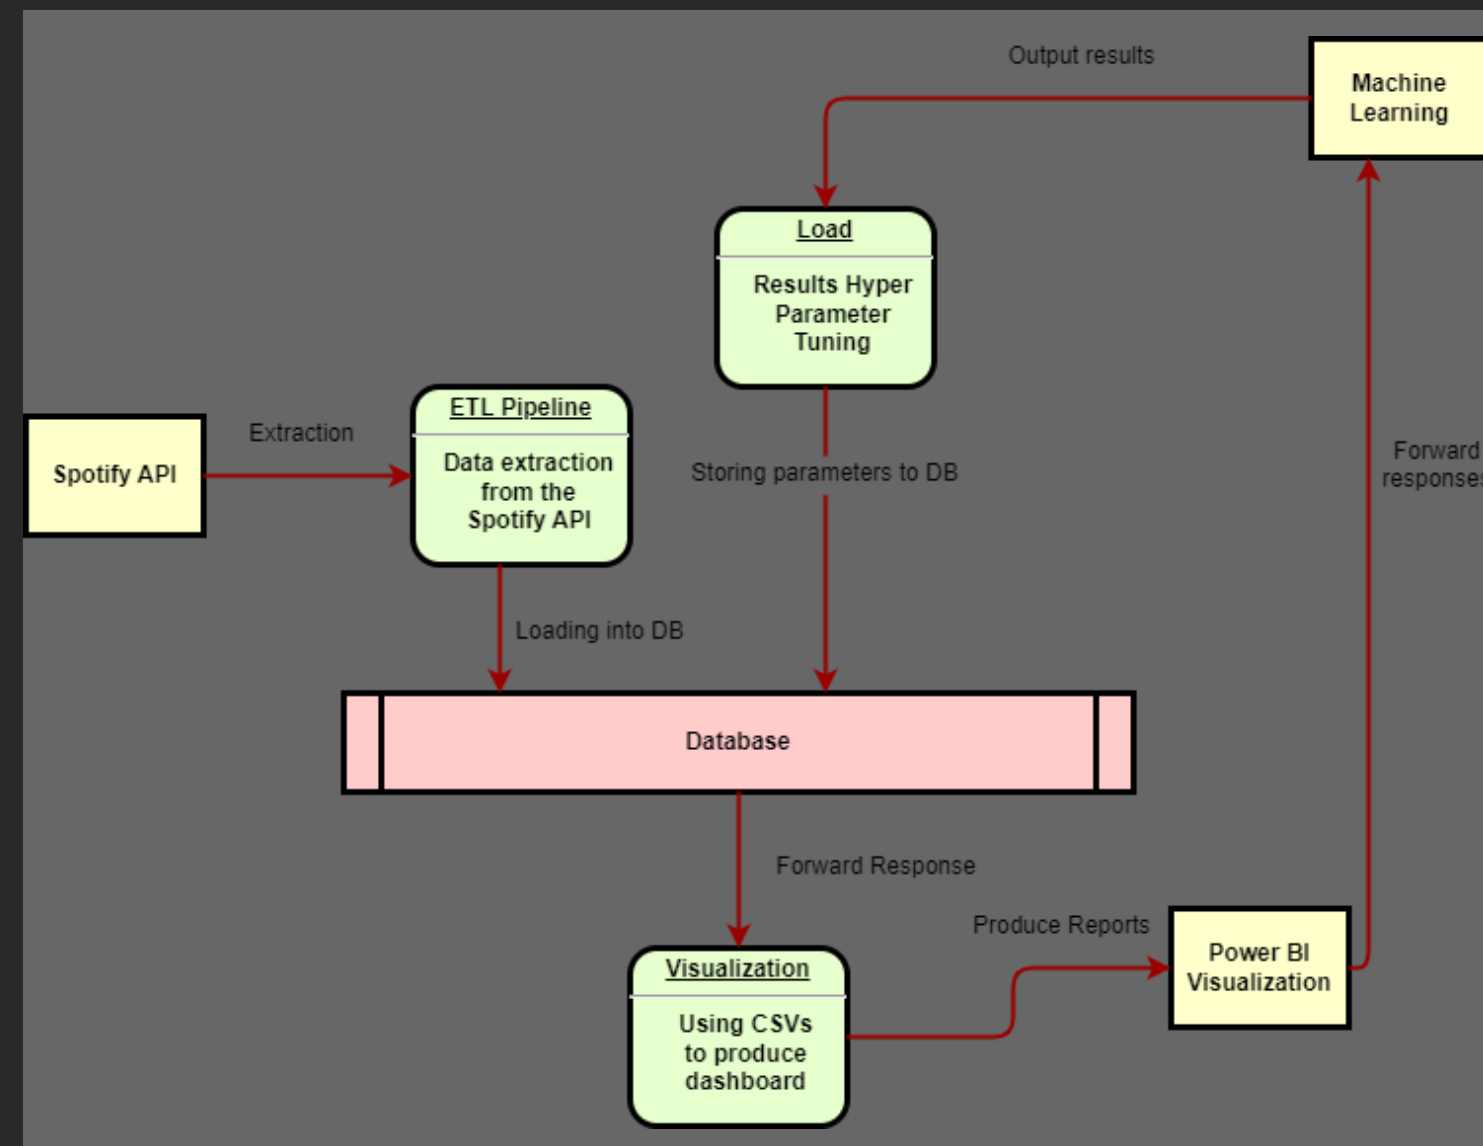 Output results
Machine
Learning
Load
Results Hyper
Parameter
Tuning
ETL Pipeline
Data extraction
from the
Spotify API
Extraction
Spotify API
Storing parameters to DB
Forward
responses
Loading into DB
Database
Forward Response
Produce Reports
Power BI
Visualization
Visualization
Using CSVs
to produce
dashboard